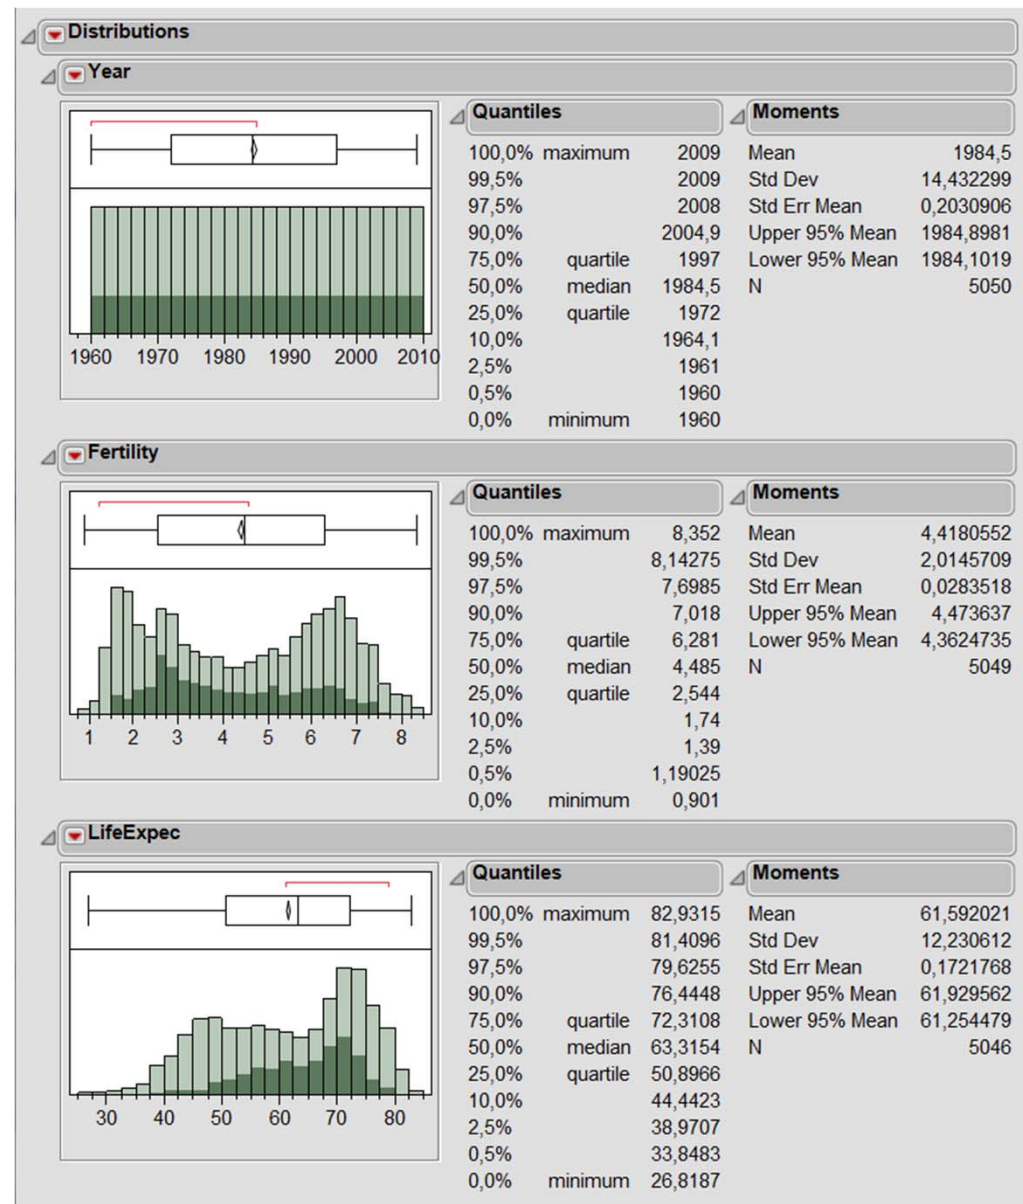 Distributions
Year
1960 1970 1980 1990 2000 2010
Quantiles
100,0% maximum 2009
99,5% 2009
97,5% 2008
90,0% 2004,9
75,0% quartile 1997
50,0% median 1984,5
25,0% quartile 1972
10,0% 1964,1
2,5% 1961
0,5% 1960
0,0% minimum 1960
Moments
Mean 1984,5
Std Dev 14,432299
Std Err Mean 0,2030906
Upper 95% Mean 1984,8981
Lower 95% Mean 1984,1019
N 5050
Fertility
1 2 3 4 5 6 7 8
Quantiles
100,0% maximum 8,352
99,5% 8,14275
97,5% 7,6985
90,0% 7,018
75,0% quartile 6,281
50,0% median 4,485
25,0% quartile 2,544
10,0% 1,74
2,5% 1,39
0,5% 1,19025
0,0% minimum 0,901
Moments
Mean 4,4180552
Std Dev 2,0145709
Std Err Mean 0,0283518
Upper 95% Mean 4,473637
Lower 95% Mean 4,3624735
N 5049
LifeExpec
30 40 50 60 70 80
Quantiles
100,0% maximum 82,9315
99,5% 81,4096
97,5% 79,6255
90,0% 76,4448
75,0% quartile 72,3108
50,0% median 63,3154
25,0% quartile 50,8966
10,0% 44,4423
2,5% 38,9707
0,5% 33,8483
0,0% minimum 26,8187
Moments
Mean 61,592021
Std Dev 12,230612
Std Err Mean 0,1721768
Upper 95% Mean 61,929562
Lower 95% Mean 61,254479
N 5046